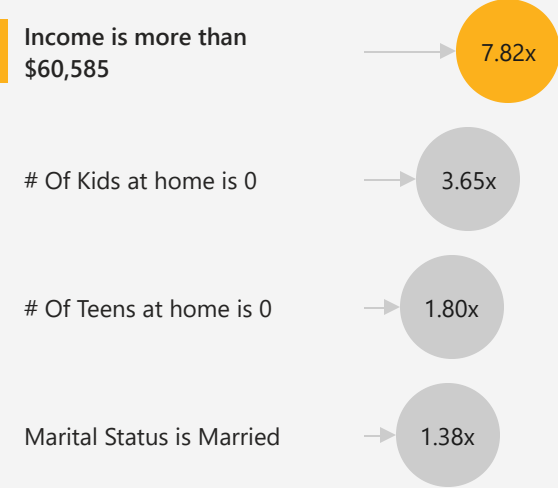 Income is more than
$60,585
7.82x
# Of Kids at home is 0
3.65x
# Of Teens at home is 0
1.80x
Marital Status is Married
1.38x